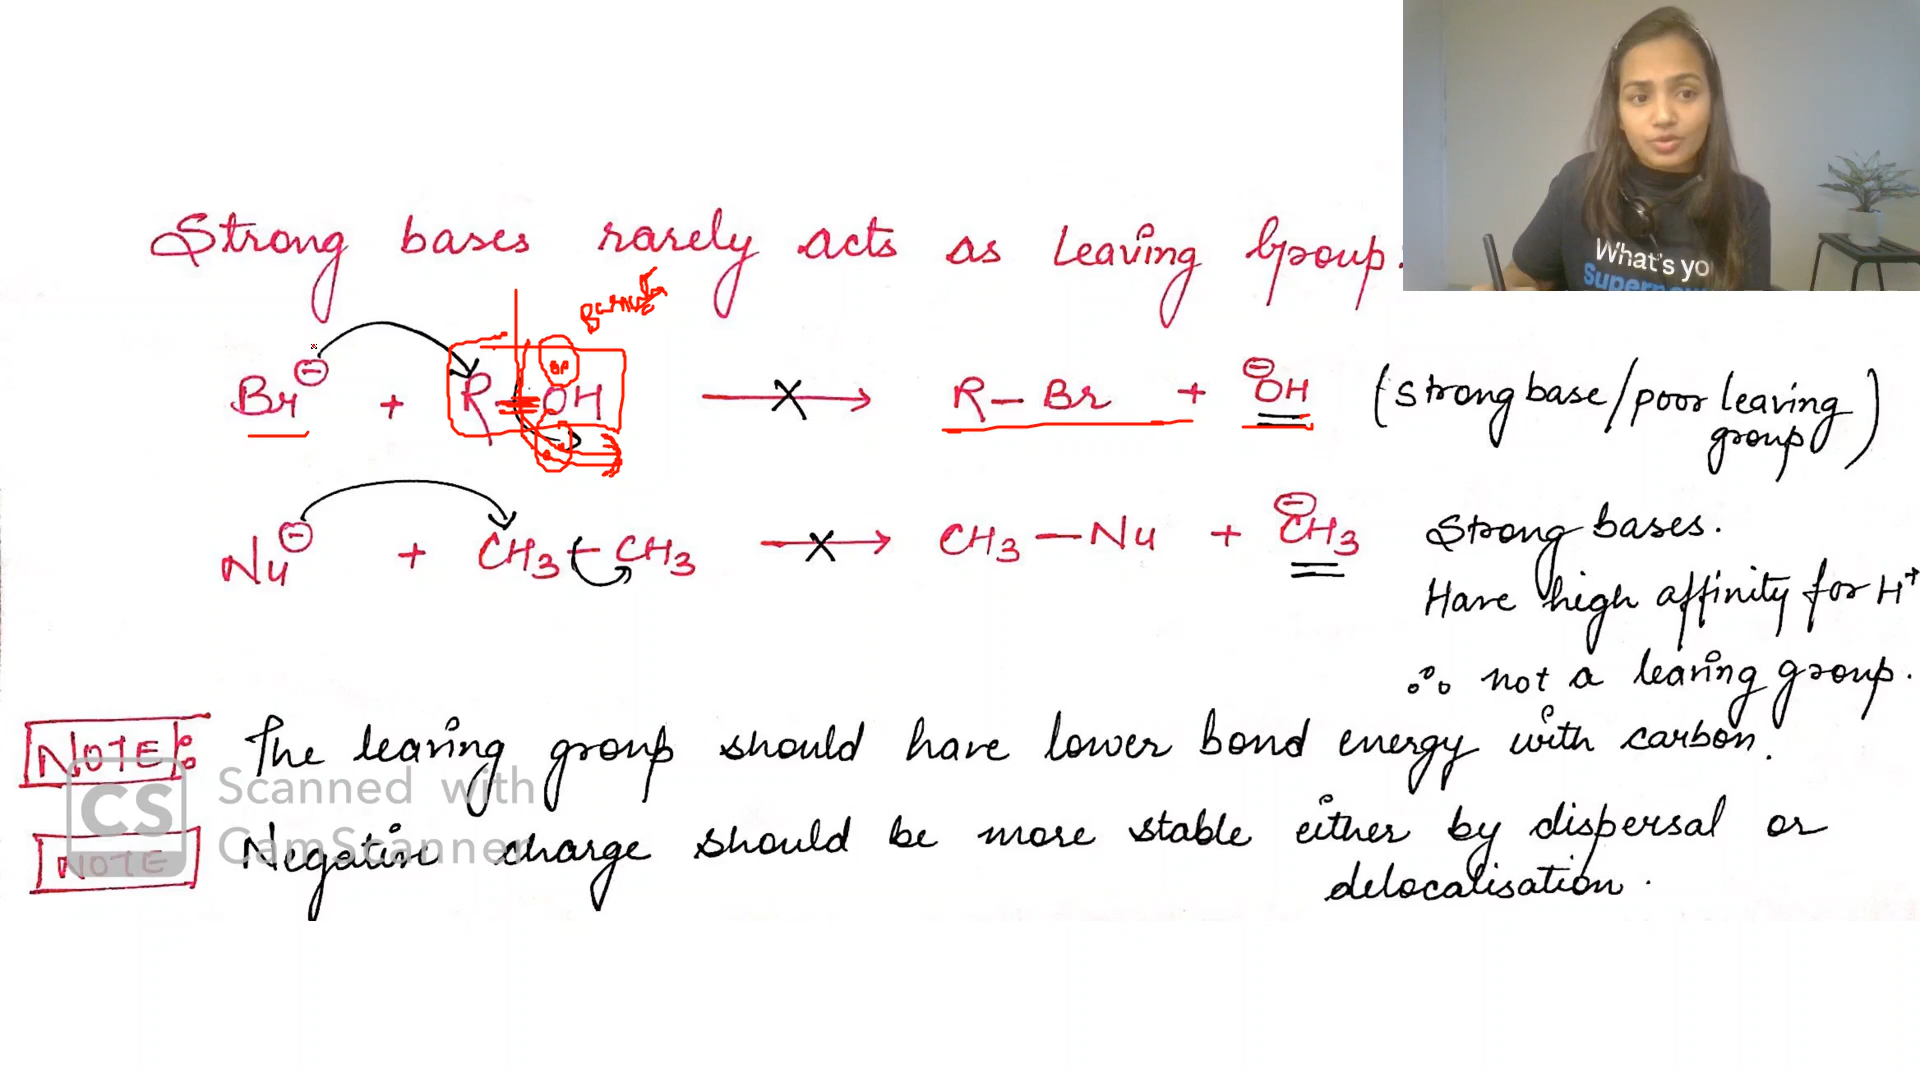 Strong bases rarely acts as leaving Group.
Br⊖ + R–OH ⟶ R–Br + ⊖OH (strong base/poor leaving group)
Nu⊖ + CH3–CH3 ⟶ CH3–Nu + ⊖CH3 Strong bases.
Have high affinity for H+
∴ not a leaving group.
NOTE: The leaving group should have lower bond energy with carbon.
NOTE Negative charge should be more stable either by dispersal or
delocalisation.
CS Scanned with
CamScanner
What's yo
Super